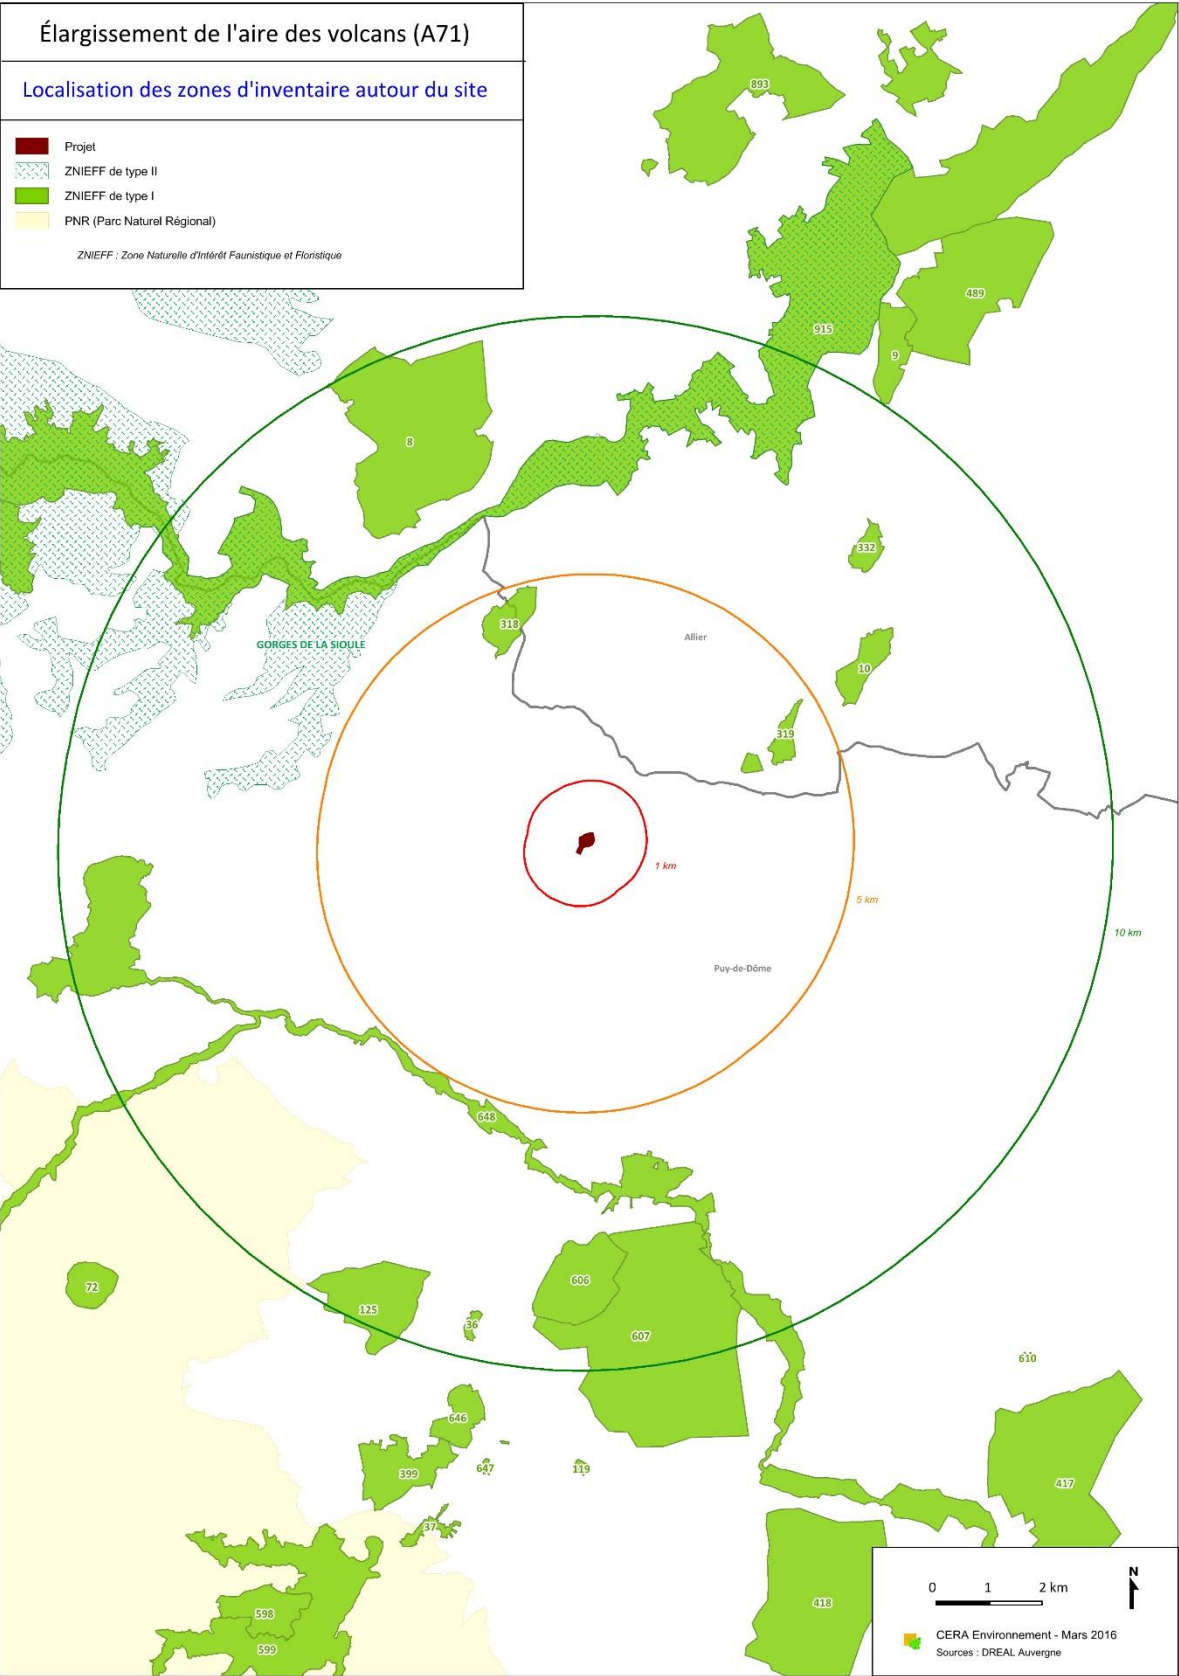 Élargissement de l'aire des volcans (A71)
Localisation des zones d'inventaire autour du site
Projet
ZNIEFF de type II
ZNIEFF de type I
PNR (Parc Naturel Régional)
ZNIEFF : Zone Naturelle d'Intérêt Faunistique et Floristique
893
489
915
9
8
332
318
Allier
GORGES DE LA SIOULE
10
319
1 km
5 km
10 km
Puy-de-Dôme
648
72
606
125
36
607
610
646
399
647
119
417
37
598
418
599
0 1 2 km
N
CERA Environnement - Mars 2016
Sources : DREAL Auvergne